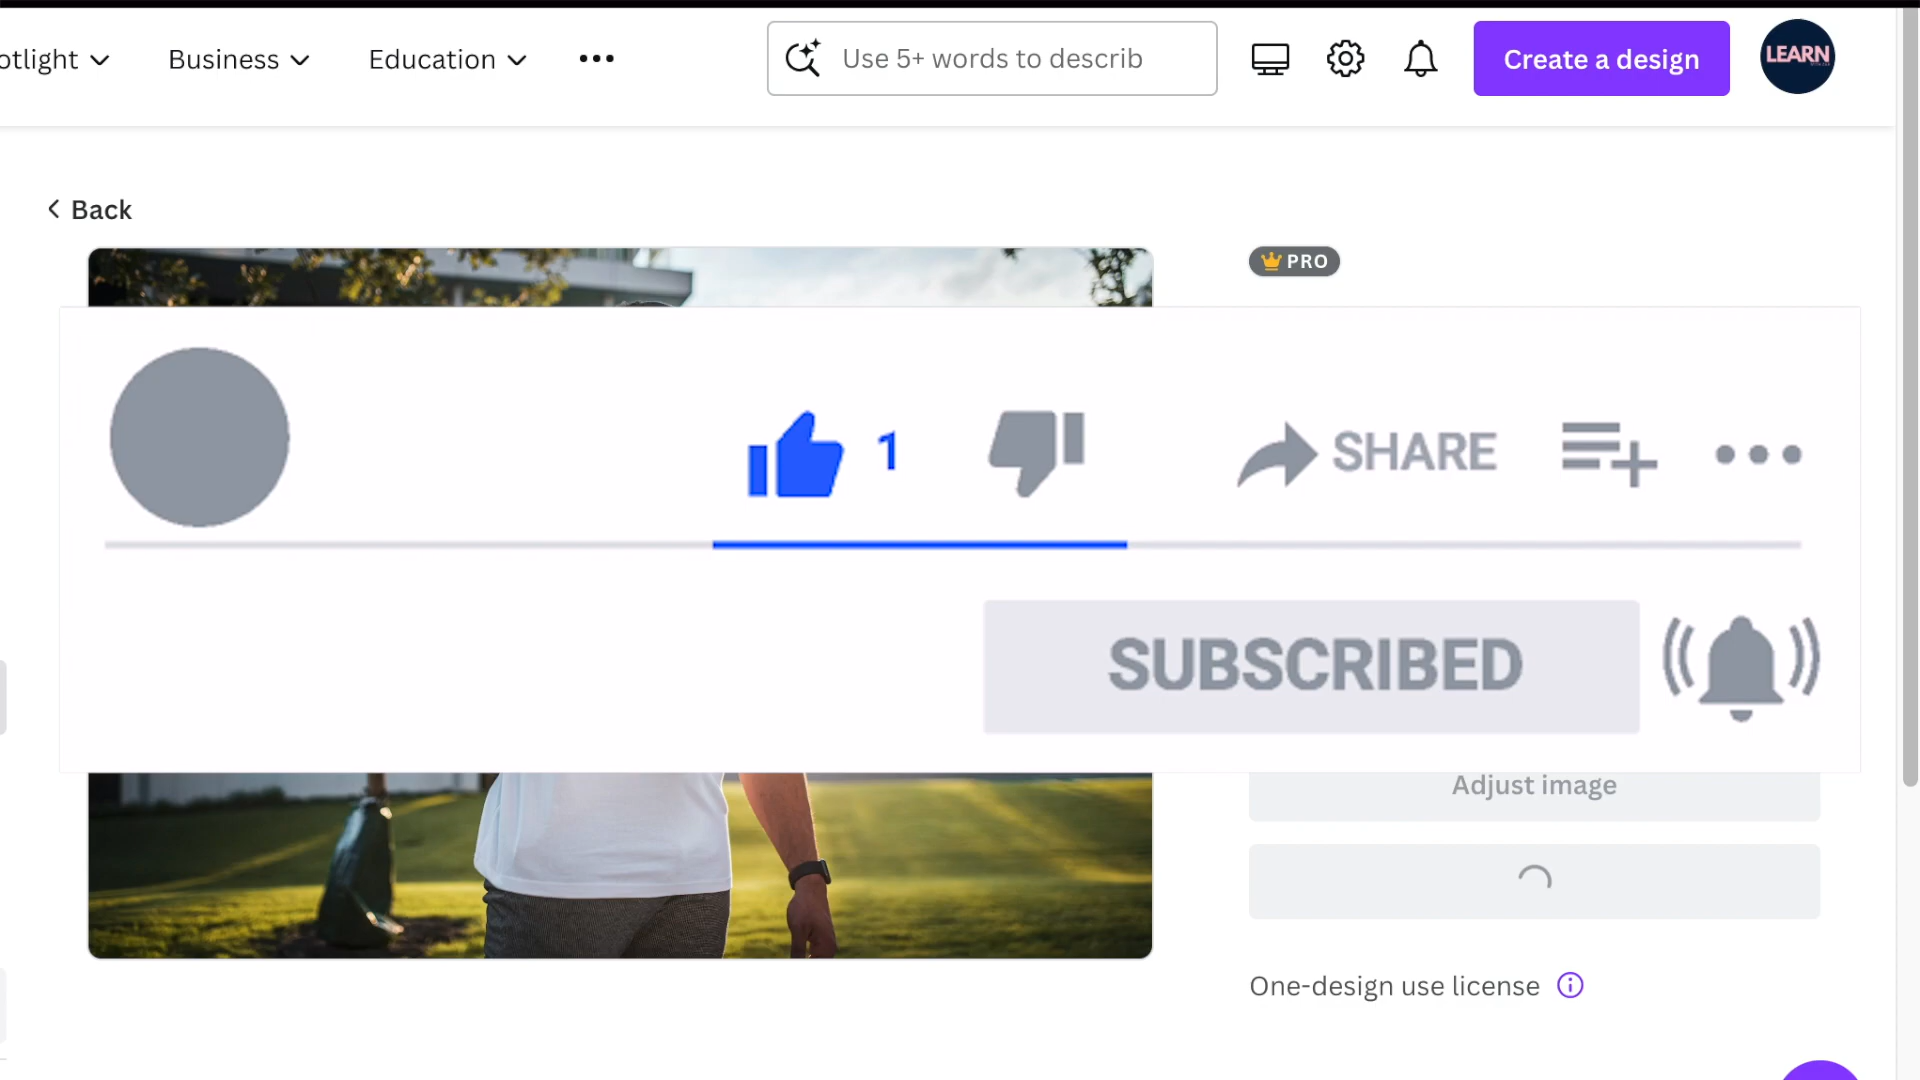 otlight
Business
Education
Use 5+ words to describ
Create a design
LEARN
Back
PRO
1
SHARE
SUBSCRIBED
Adjust image
One-design use license